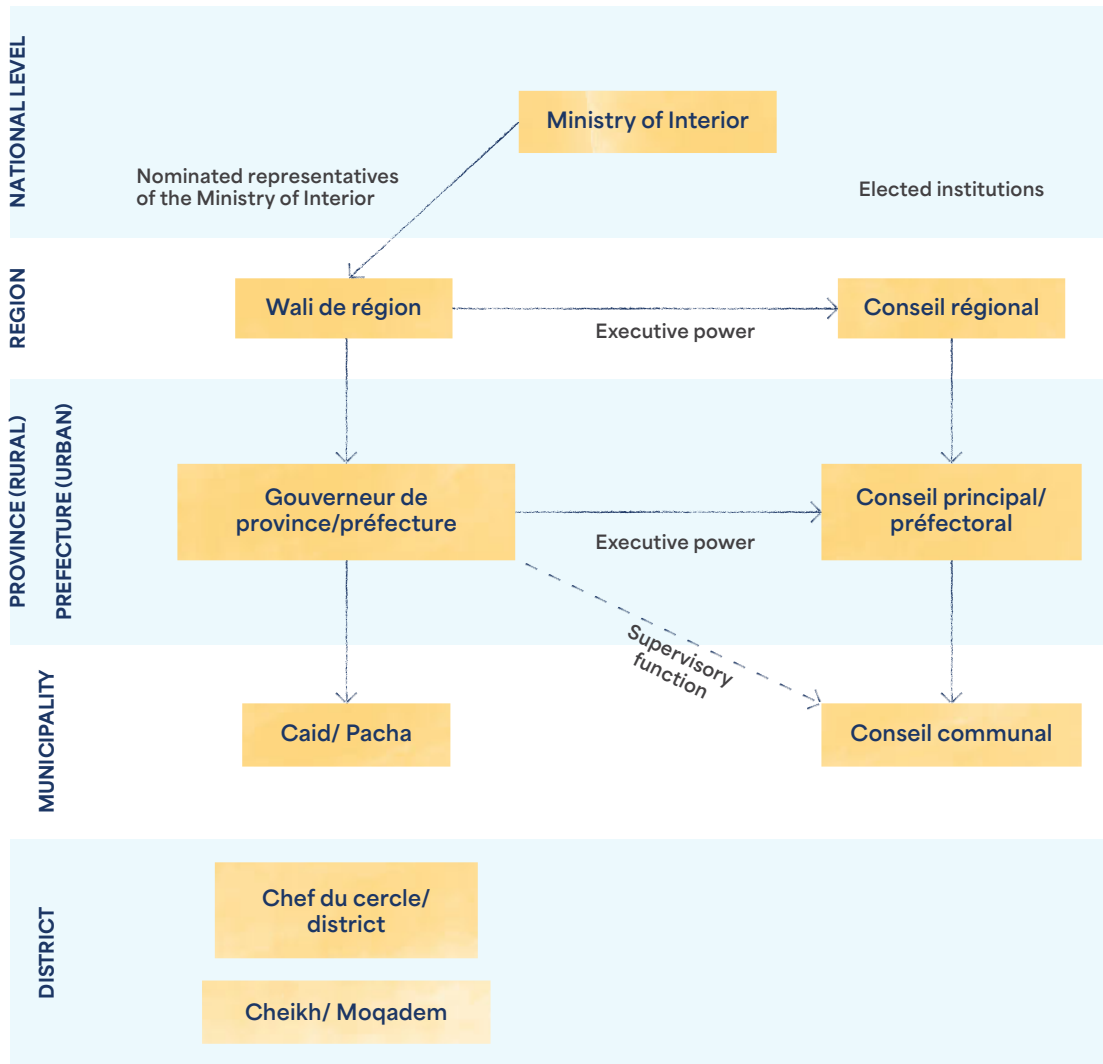 NATIONAL LEVEL
Ministry of Interior
Nominated representatives
of the Ministry of Interior
Elected institutions
REGION
Wali de région
Executive power
Conseil régional
PROVINCE (RURAL)
PREFECTURE (URBAN)
Gouverneur de
province/préfecture
Executive power
Conseil principal/
préfectoral
Supervisory
function
MUNICIPALITY
Caid/ Pacha
Conseil communal
DISTRICT
Chef du cercle/
district
Cheikh/ Moqadem